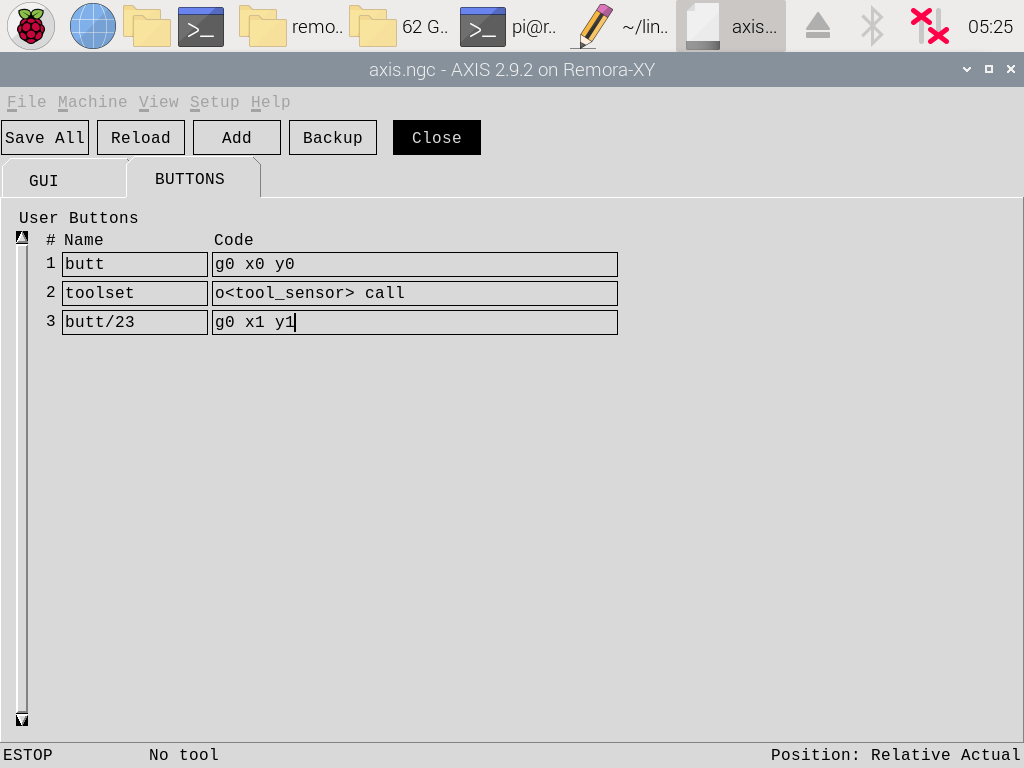 remo.. 62 G.. pi@r.. ~/lin.. axis... 05:25
axis.ngc - AXIS 2.9.2 on Remora-XY
File Machine View Setup Help
Save All Reload Add Backup Close
GUI BUTTONS
User Buttons
# Name Code
1 butt g0 x0 y0
2 toolset o<tool_sensor> call
3 butt/23 g0 x1 y1
ESTOP No tool Position: Relative Actual